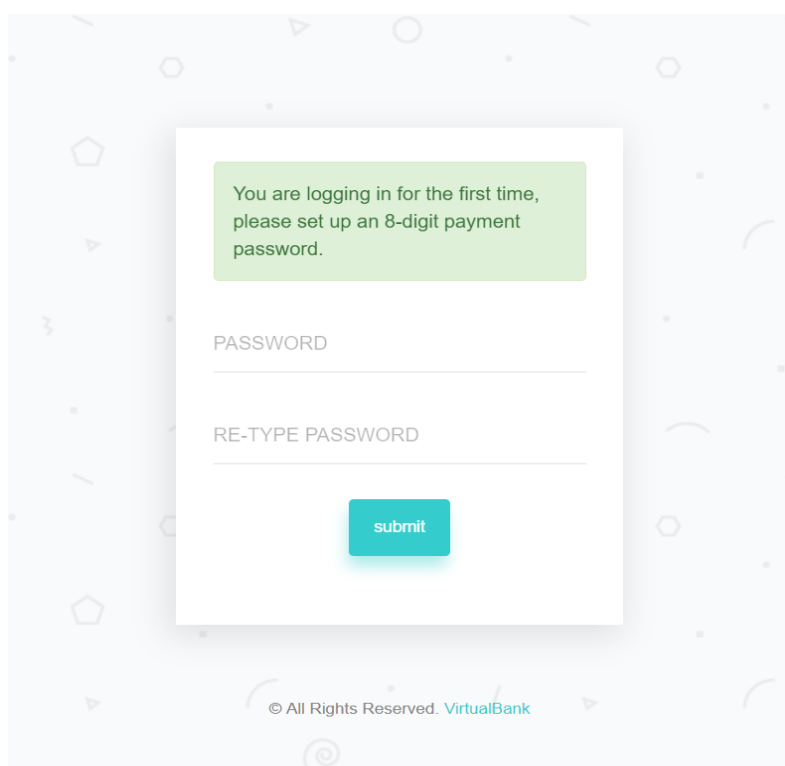 You are logging in for the first time,
please set up an 8-digit payment
password.
PASSWORD
RE-TYPE PASSWORD
submit
© All Rights Reserved. VirtualBank